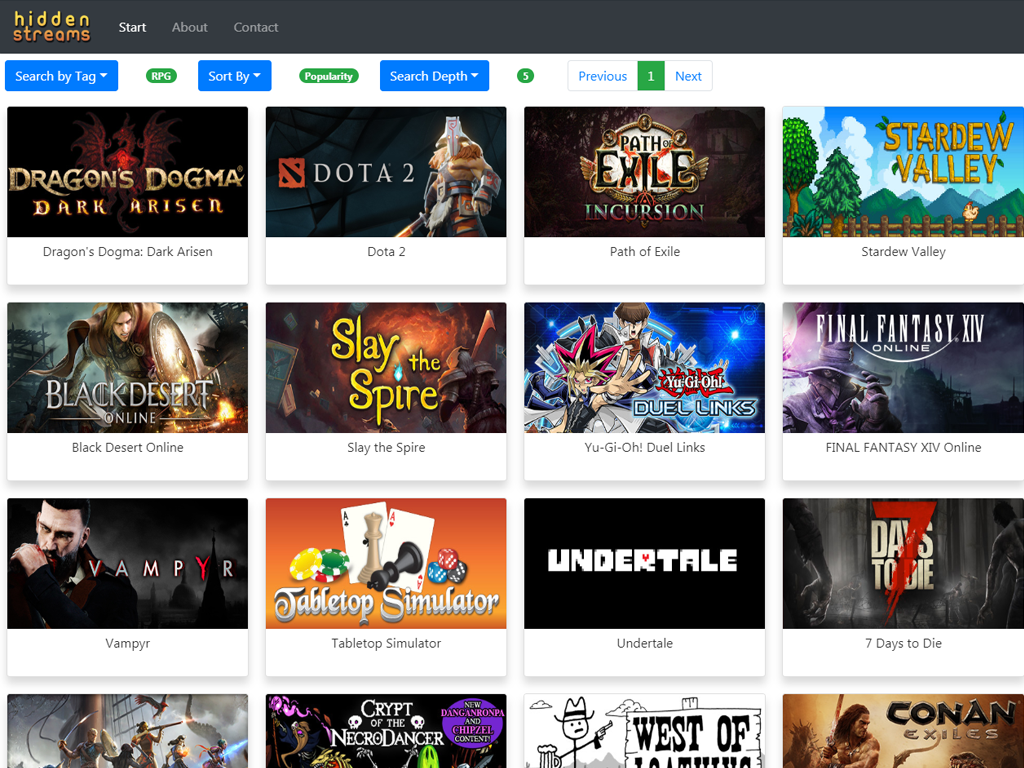 hidden
streams
Start
About
Contact
Search by Tag
RPG
Sort By
Popularity
Search Depth
5
Previous
1
Next
DRAGON'S DOGMA
DARK ARISEN
DOTA 2
PATH OF
EXILE
INCURSION
STARDEW
VALLEY
Dragon's Dogma: Dark Arisen
Dota 2
Path of Exile
Stardew Valley
BLACK DESERT
ONLINE
Slay the
Spire
Yu-Gi-Oh!
DUEL LINKS
FINAL FANTASY XIV
ONLINE
Black Desert Online
Slay the Spire
Yu-Gi-Oh! Duel Links
FINAL FANTASY XIV Online
VAMPYR
A
A
Tabletop Simulator
UNDERTALE
7
DAYS
TO DIE
Vampyr
Tabletop Simulator
Undertale
7 Days to Die
CRYPT
OF THE
NECRODANCER
NEW
DANGANRONPA
AND
CHIPZEL
CONTENT!
WEST OF
LOATHING
CONAN
EXILES